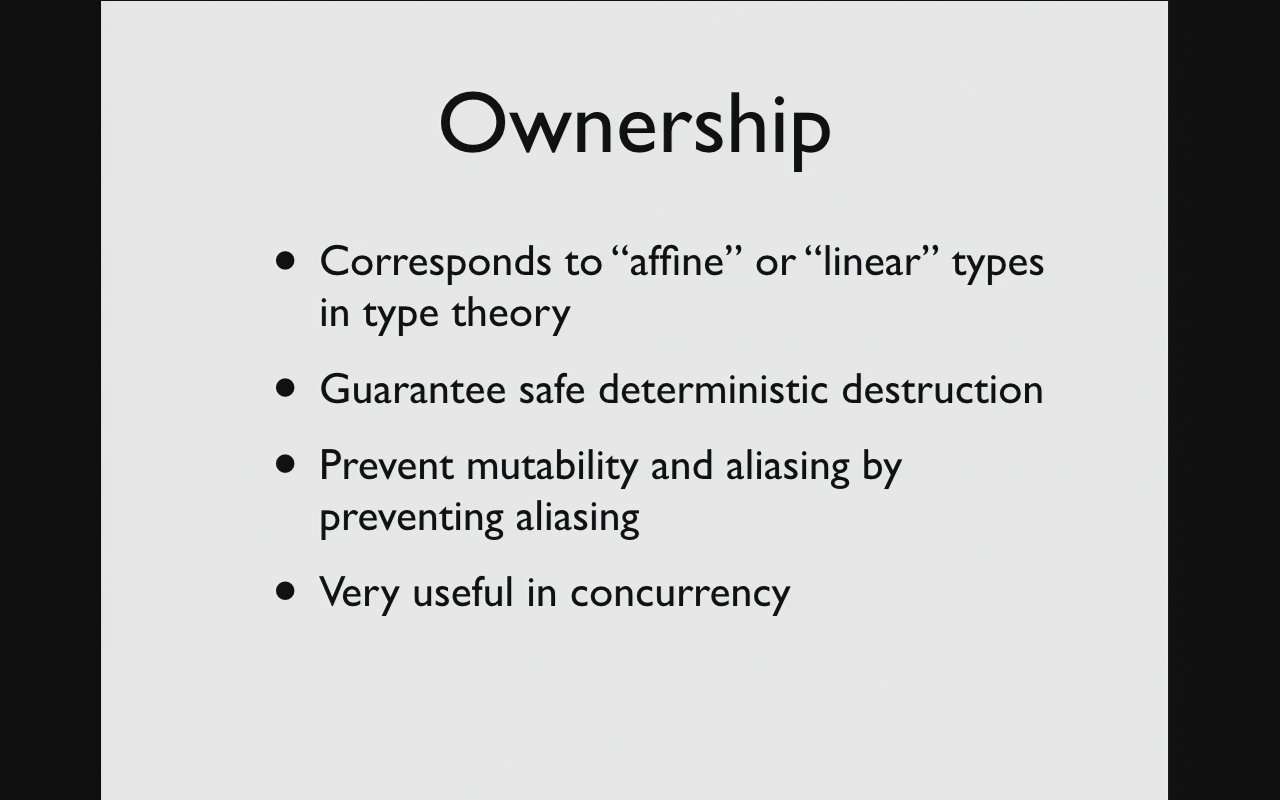 Ownership
• Corresponds to “affine” or “linear” types
in type theory
• Guarantee safe deterministic destruction
• Prevent mutability and aliasing by
preventing aliasing
• Very useful in concurrency